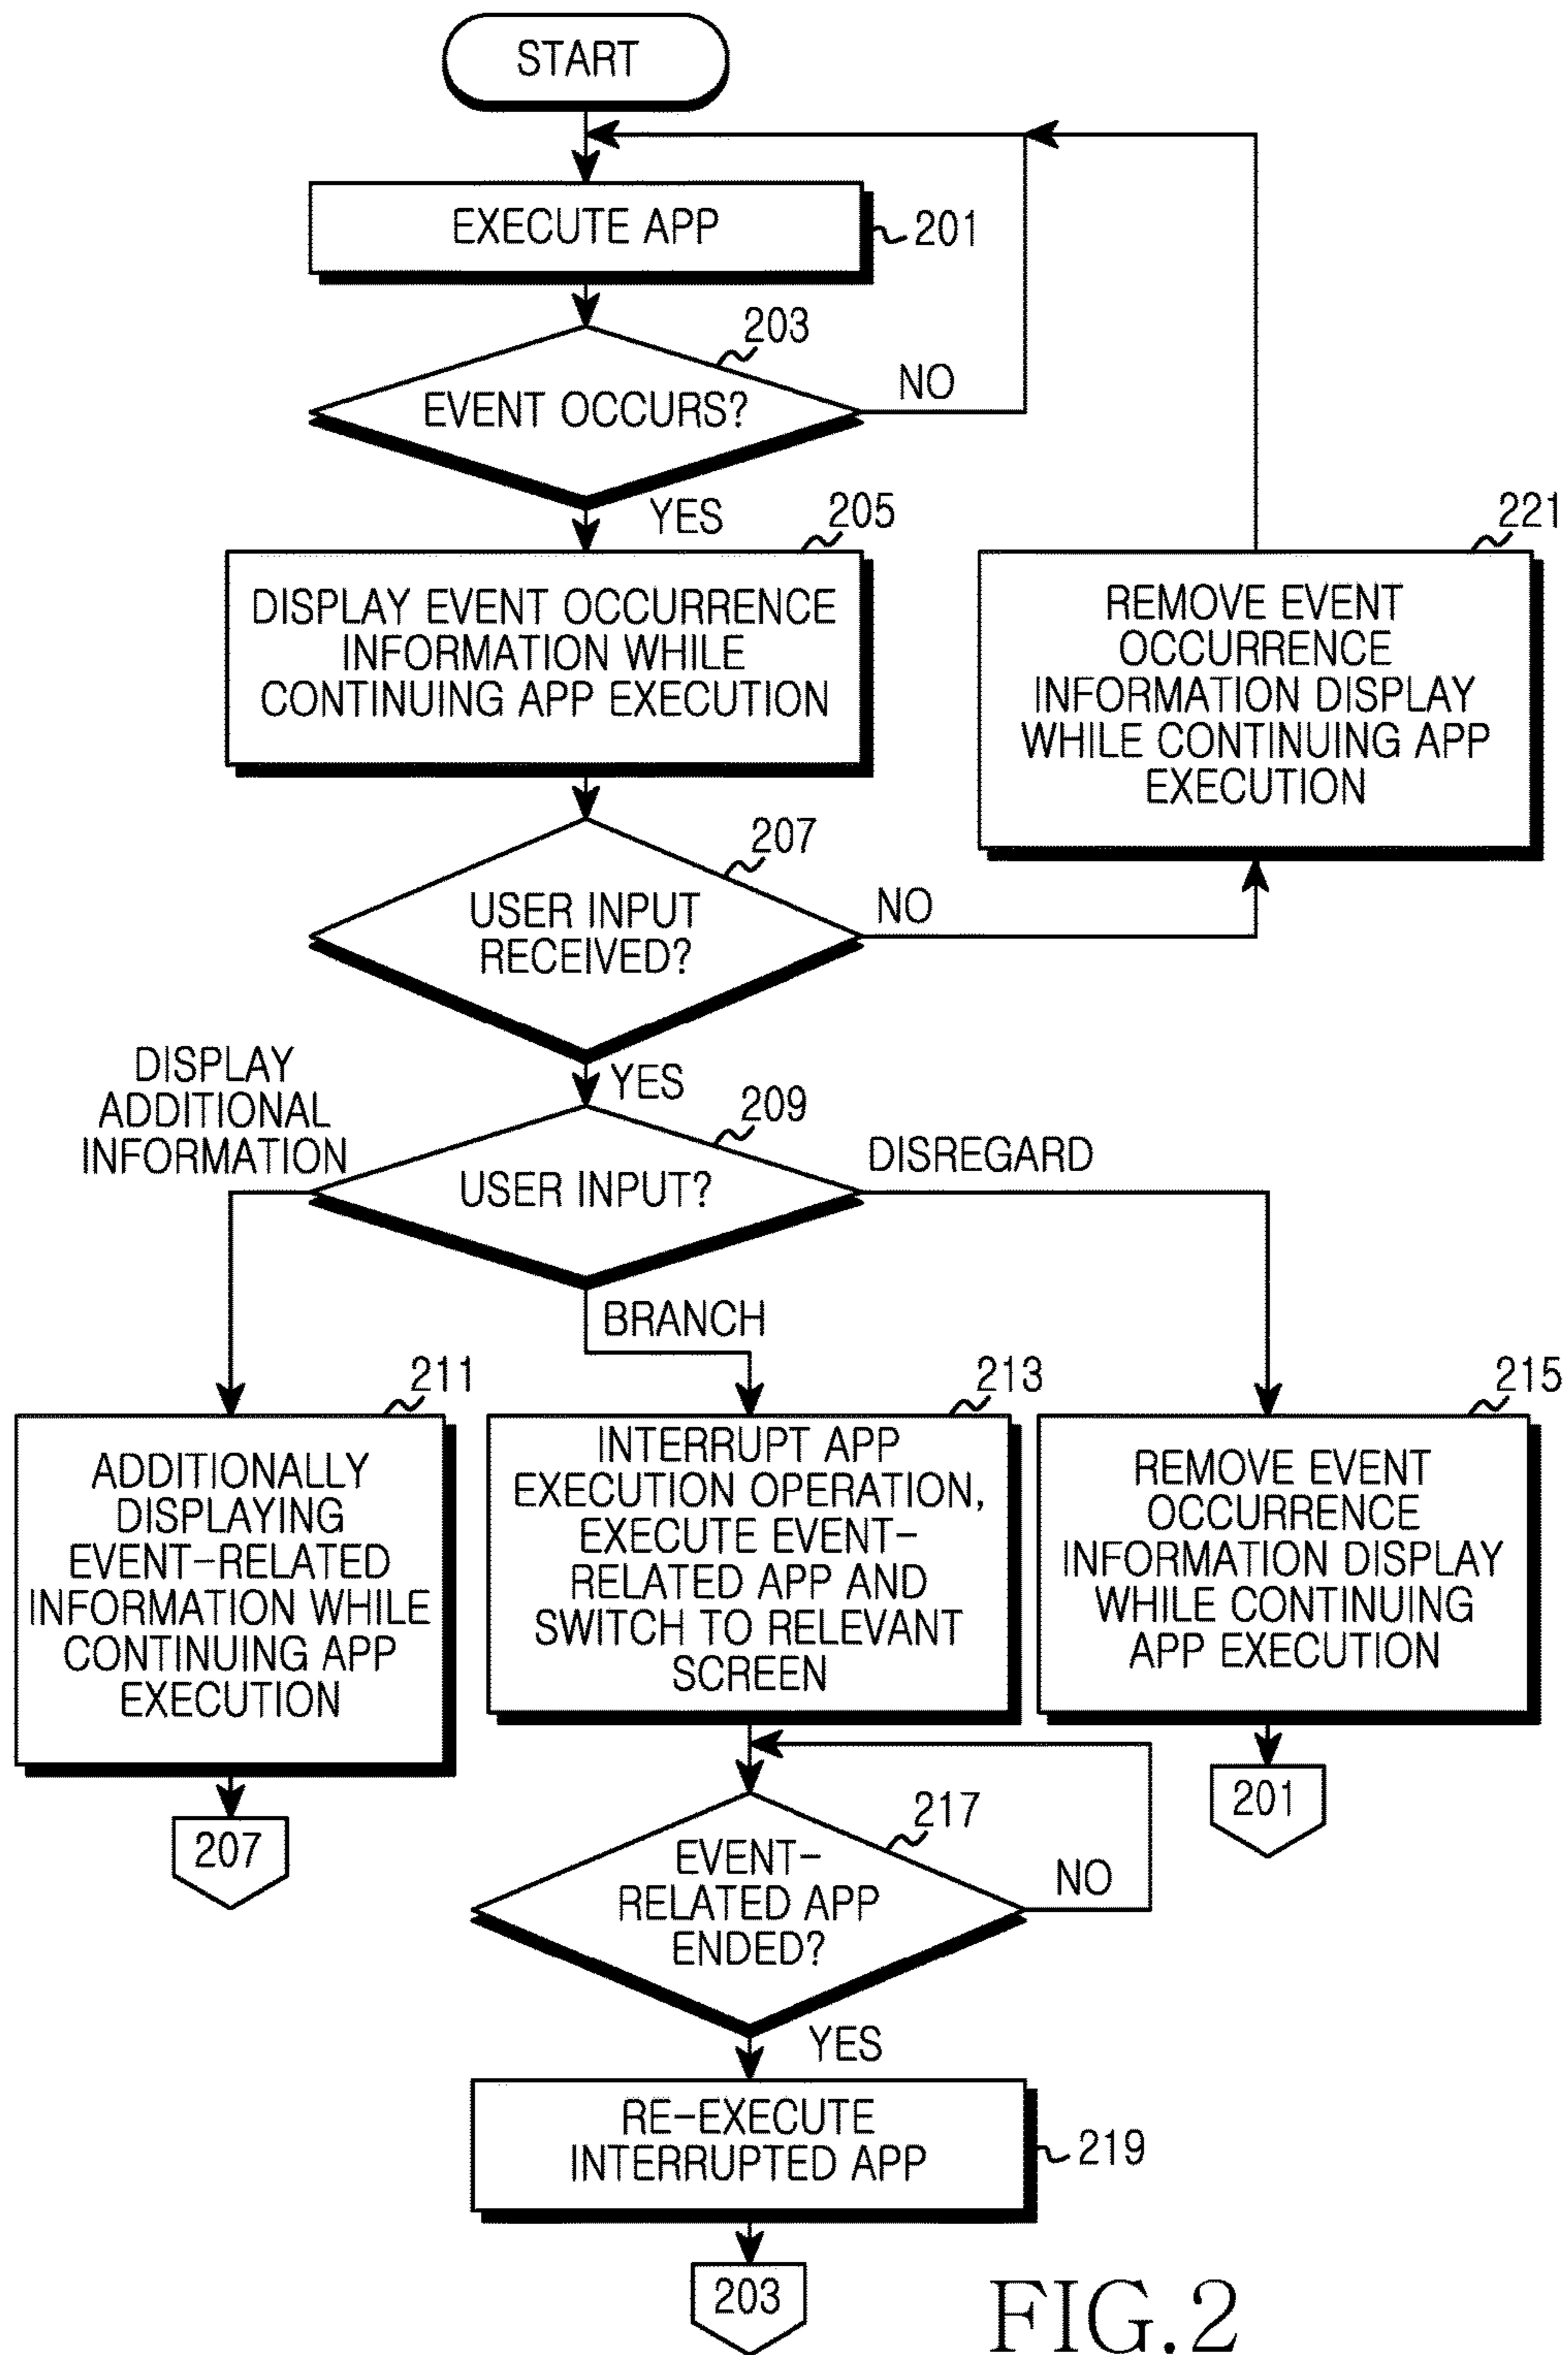 START
EXECUTE APP
201
203
EVENT OCCURS?
NO
YES
205
DISPLAY EVENT OCCURRENCE
INFORMATION WHILE
CONTINUING APP EXECUTION
221
REMOVE EVENT
OCCURRENCE
INFORMATION DISPLAY
WHILE CONTINUING APP
EXECUTION
207
USER INPUT
RECEIVED?
NO
YES
DISPLAY
ADDITIONAL
INFORMATION
209
USER INPUT?
DISREGARD
BRANCH
211
ADDITIONALLY
DISPLAYING
EVENT-RELATED
INFORMATION WHILE
CONTINUING APP
EXECUTION
207
213
INTERRUPT APP
EXECUTION OPERATION,
EXECUTE EVENT-
RELATED APP AND
SWITCH TO RELEVANT
SCREEN
215
REMOVE EVENT
OCCURRENCE
INFORMATION DISPLAY
WHILE CONTINUING
APP EXECUTION
201
217
EVENT-
RELATED APP
ENDED?
NO
YES
RE-EXECUTE
INTERRUPTED APP
219
203
FIG.2